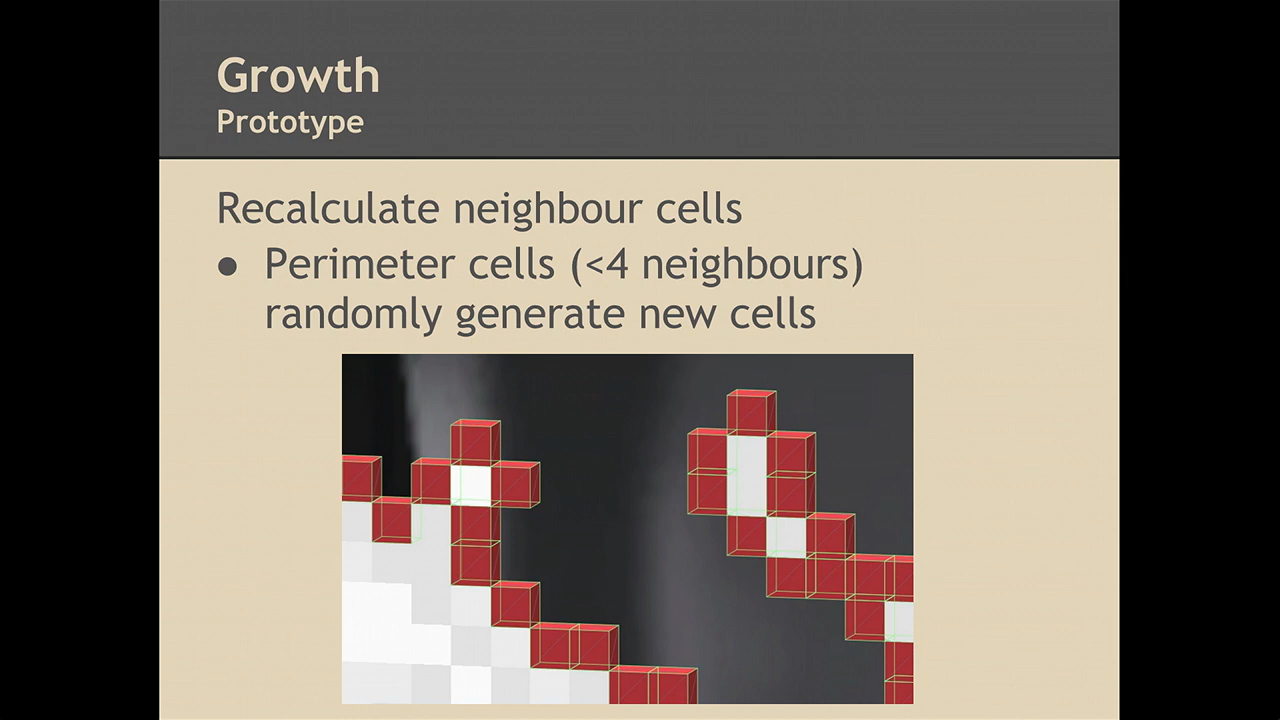 Growth
Prototype
Recalculate neighbour cells
● Perimeter cells (<4 neighbours)
randomly generate new cells